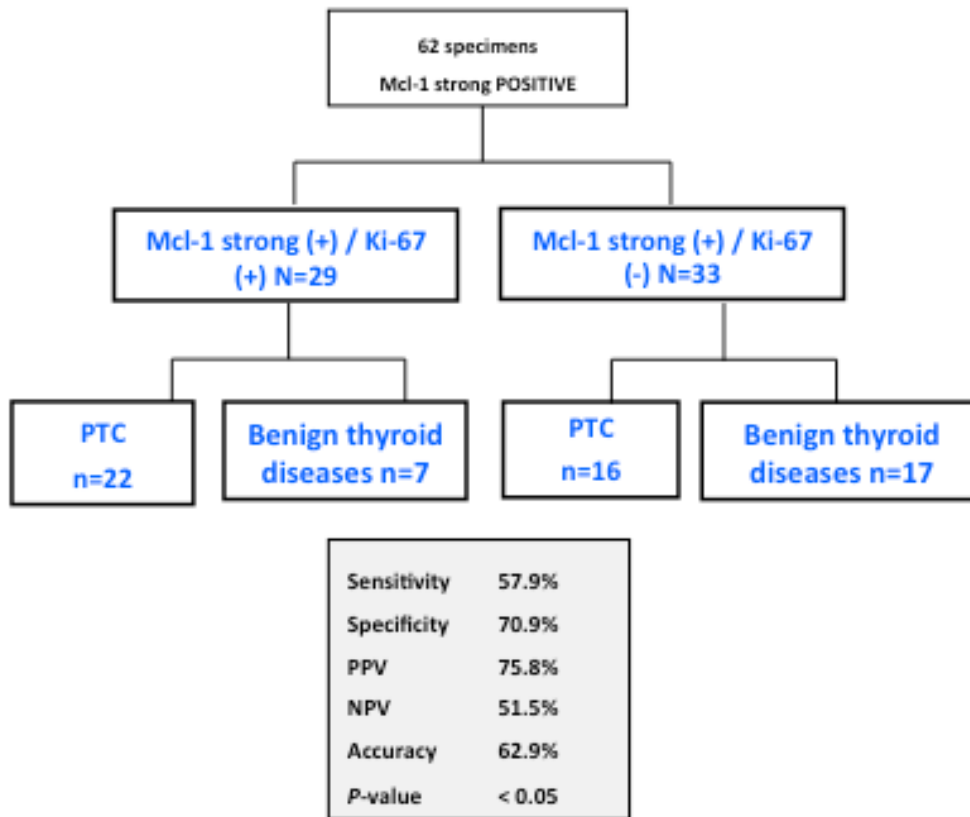 62 specimens
Mcl-1 strong POSITIVE
Mcl-1 strong (+) / Ki-67
(+) N=29
Mcl-1 strong (+) / Ki-67
(-) N=33
PTC
n=22
Benign thyroid
diseases n=7
PTC
n=16
Benign thyroid
diseases n=17
Sensitivity 57.9%
Specificity 70.9%
PPV 75.8%
NPV 51.5%
Accuracy 62.9%
P-value < 0.05